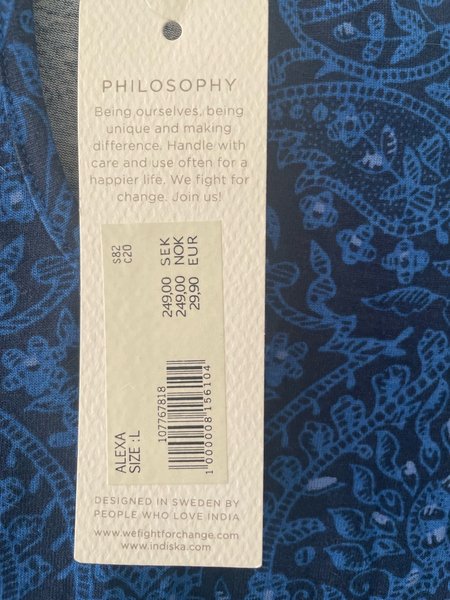 PHILOSOPHY
Being ourselves, being
unique and making
difference. Handle with
care and use often for a
happier life. We fight for
change. Join us!
S82
C20
249,00 SEK
249,00 NOK
29,90 EUR
ALEXA
SIZE :L
107767818
1000008156104
DESIGNED IN SWEDEN BY
PEOPLE WHO LOVE INDIA
www.wefightforchange.com
www.indiska.com